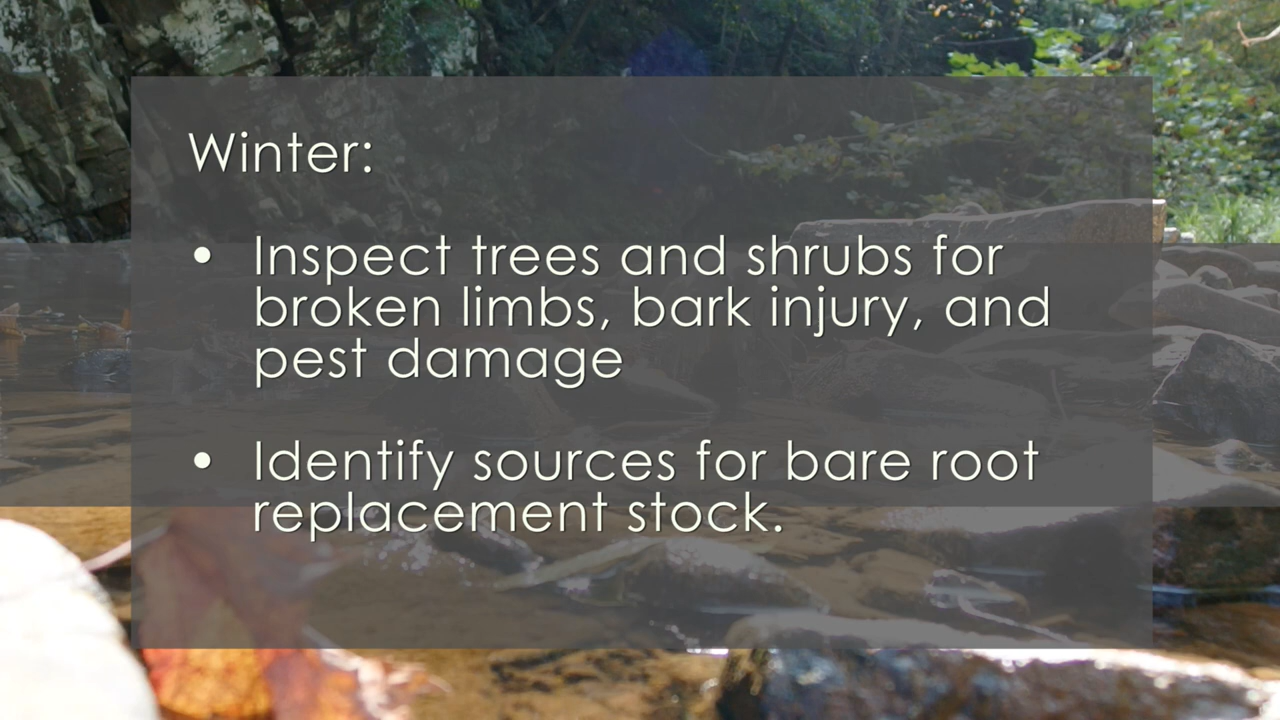 Winter:
• Inspect trees and shrubs for
broken limbs, bark injury, and
pest damage
• Identify sources for bare root
replacement stock.